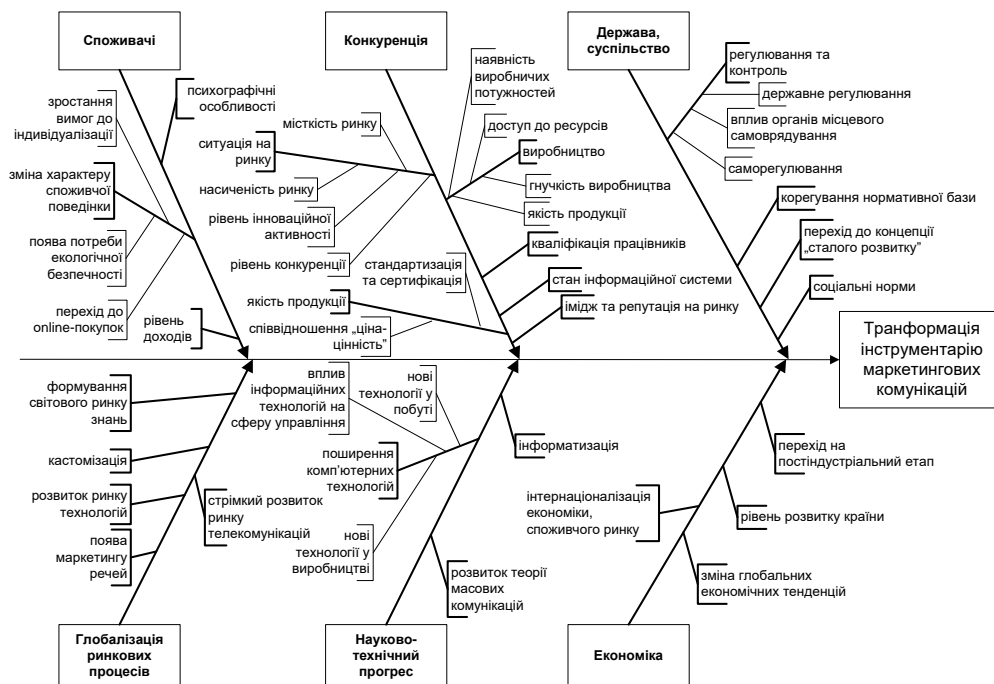 Споживачі
Конкуренція
Держава,
суспільство
психографічні
особливості
зростання
вимог до
індивідуалізації
зміна характеру
споживчої
поведінки
поява потреби
екологічної
безпечності
перехід до
online-покупок
рівень
доходів
місткість ринку
ситуація на
ринку
насиченість ринку
рівень інноваційної
активності
рівень конкуренції
стандартизація
та сертифікація
якість продукції
співвідношення „ціна-
цінність”
наявність
виробничих
потужностей
доступ до ресурсів
виробництво
гнучкість виробництва
якість продукції
кваліфікація працівників
стан інформаційної системи
імідж та репутація на ринку
регулювання та
контроль
державне регулювання
вплив органів місцевого
самоврядування
саморегулювання
корегування нормативної бази
перехід до концепції
„сталого розвитку”
соціальні норми
Транформація
інструментарію
маркетингових
комунікацій
формування
світового ринку
знань
кастомізація
розвиток ринку
технологій
поява
маркетингу
речей
стрімкий розвиток
ринку
телекомунікацій
вплив
інформаційних
технологій на
сферу управління
нові
технології у
побуті
поширення
комп'ютерних
технологій
нові
технології у
виробництві
інформатизація
розвиток теорії
масових
комунікацій
перехід на
постіндустріальний етап
інтернаціоналізація
економіки,
споживчого ринку
рівень розвитку країни
зміна глобальних
економічних тенденцій
Глобалізація
ринкових
процесів
Науково-
технічний
прогрес
Економіка